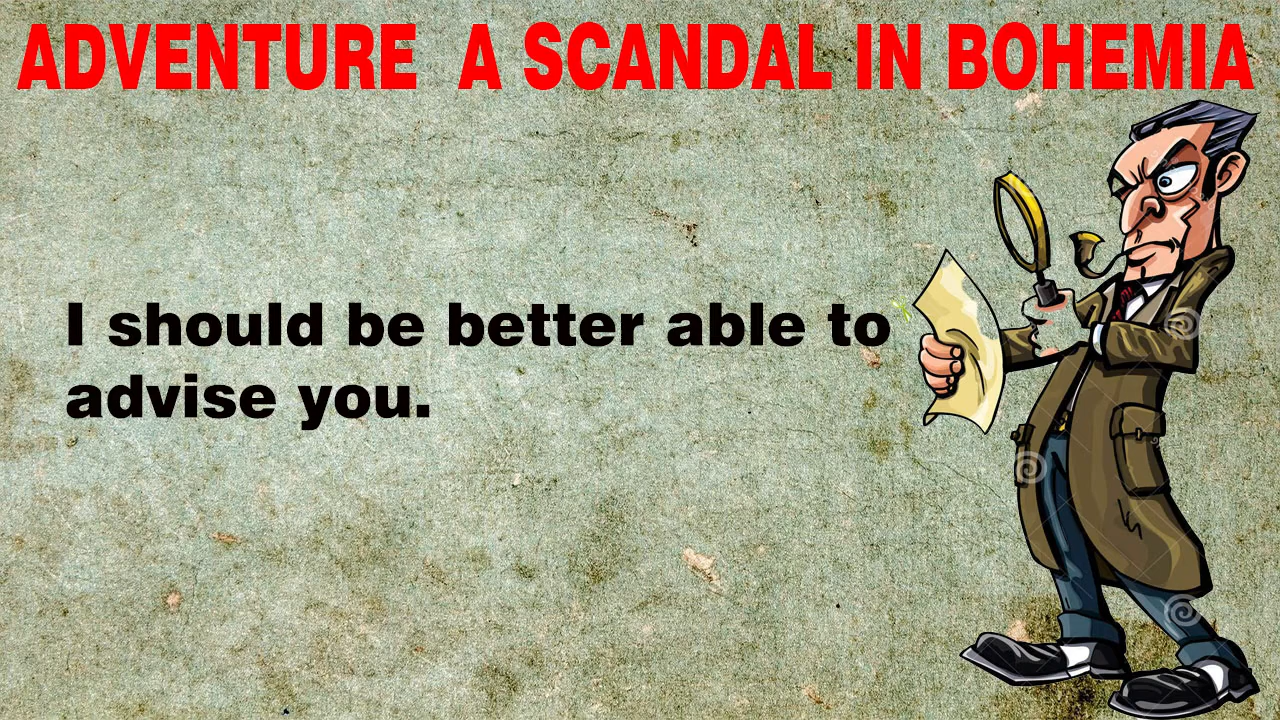 ADVENTURE  A SCANDAL IN BOHEMIA
I should be better able to
advise you.